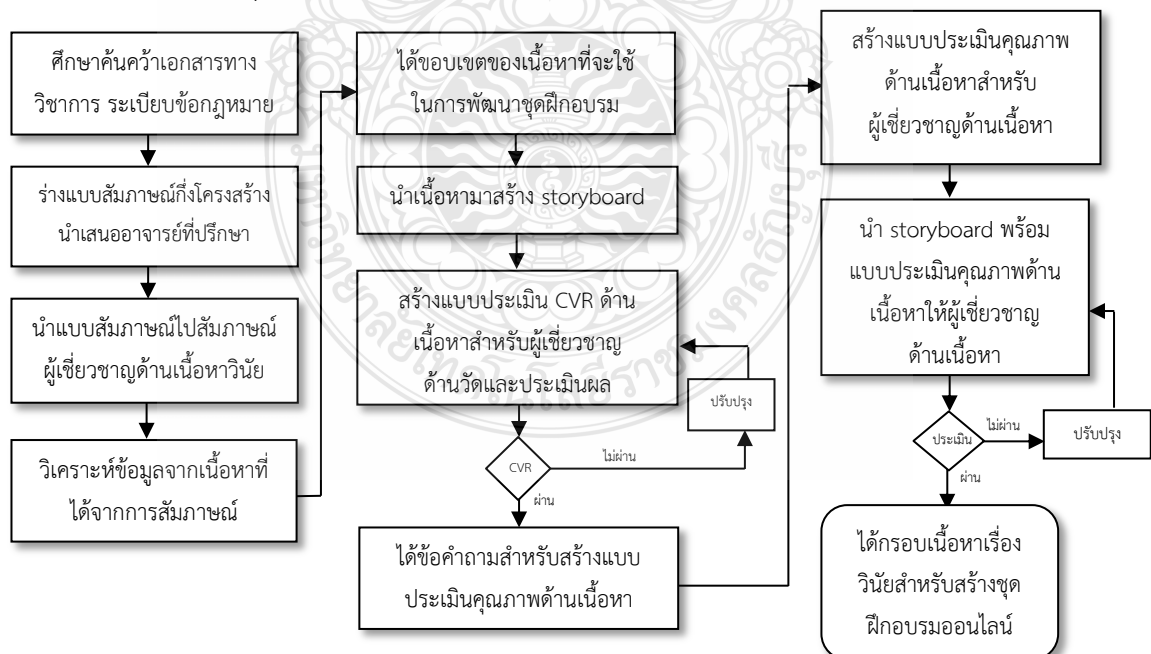 ศึกษาค้นคว้าเอกสารทาง
วิชาการ ระเบียบข้อกฎหมาย
ร่างแบบสัมภาษณ์กึ่งโครงสร้าง
นำเสนออาจารย์ที่ปรึกษา
นำแบบสัมภาษณ์ไปสัมภาษณ์
ผู้เชี่ยวชาญด้านเนื้อหาวินัย
วิเคราะห์ข้อมูลจากเนื้อหาที่
ได้จากการสัมภาษณ์
ได้ขอบเขตของเนื้อหาที่จะใช้
ในการพัฒนาชุดฝึกอบรม
นำเนื้อหามาสร้าง storyboard
สร้างแบบประเมิน CVR ด้าน
เนื้อหาสำหรับผู้เชี่ยวชาญ
ด้านวัดและประเมินผล
ปรับปรุง
CVR
ไม่ผ่าน
ผ่าน
ได้ข้อคำถามสำหรับสร้างแบบ
ประเมินคุณภาพด้านเนื้อหา
สร้างแบบประเมินคุณภาพ
ด้านเนื้อหาสำหรับ
ผู้เชี่ยวชาญด้านเนื้อหา
นำ storyboard พร้อม
แบบประเมินคุณภาพด้าน
เนื้อหาให้ผู้เชี่ยวชาญ
ด้านเนื้อหา
ประเมิน
ไม่ผ่าน
ปรับปรุง
ผ่าน
ได้กรอบเนื้อหาเรื่อง
วินัยสำหรับสร้างชุด
ฝึกอบรมออนไลน์